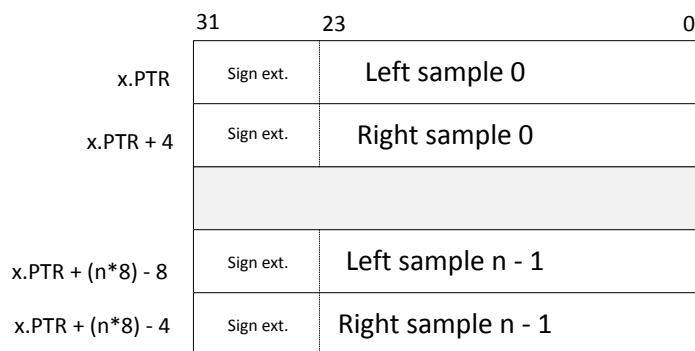 31 23 0
x.PTR Sign ext. Left sample 0
x.PTR + 4 Sign ext. Right sample 0
x.PTR + (n*8) - 8 Sign ext. Left sample n - 1
x.PTR + (n*8) - 4 Sign ext. Right sample n - 1